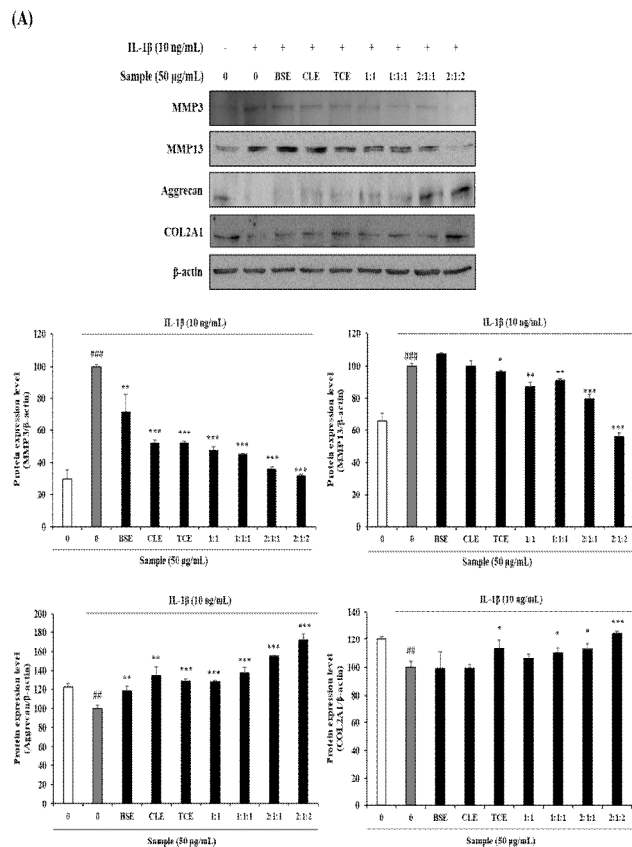 (A)
IL-1β (10 ng/mL) - + + + + + + + +
Sample (50 μg/mL) 0 0 BSE CLE TCE 1:1 1:1:1 2:1:1 2:1:2
MMP3
MMP13
Aggrecan
COL2A1
β-actin
IL-1β (10 ng/mL)
Protein expression level
(MMP3/β-actin)
120
100
80
60
40
20
0
###
**
***
***
***
***
***
***
0 0 BSE CLE TCE 1:1 1:1:1 2:1:1 2:1:2
Sample (50 μg/mL)
IL-1β (10 ng/mL)
Protein expression level
(MMP13/β-actin)
120
100
80
60
40
20
0
###
**
**
***
***
0 0 BSE CLE TCE 1:1 1:1:1 2:1:1 2:1:2
Sample (50 μg/mL)
IL-1β (10 ng/mL)
Protein expression level
(Aggrecan/β-actin)
200
180
160
140
120
100
80
60
40
20
0
##
**
**
***
***
***
***
***
0 0 BSE CLE TCE 1:1 1:1:1 2:1:1 2:1:2
Sample (50 μg/mL)
IL-1β (10 ng/mL)
Protein expression level
(COL2A1/β-actin)
140
120
100
80
60
40
20
0
##
*
*
***
0 0 BSE CLE TCE 1:1 1:1:1 2:1:1 2:1:2
Sample (50 μg/mL)